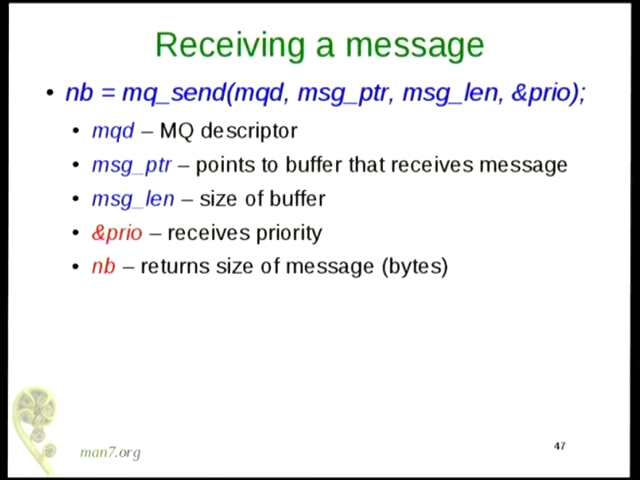 Receiving a message
• nb = mq_send(mqd, msg_ptr, msg_len, &prio);
• mqd – MQ descriptor
• msg_ptr – points to buffer that receives message
• msg_len – size of buffer
• &prio – receives priority
• nb – returns size of message (bytes)
man7.org
47